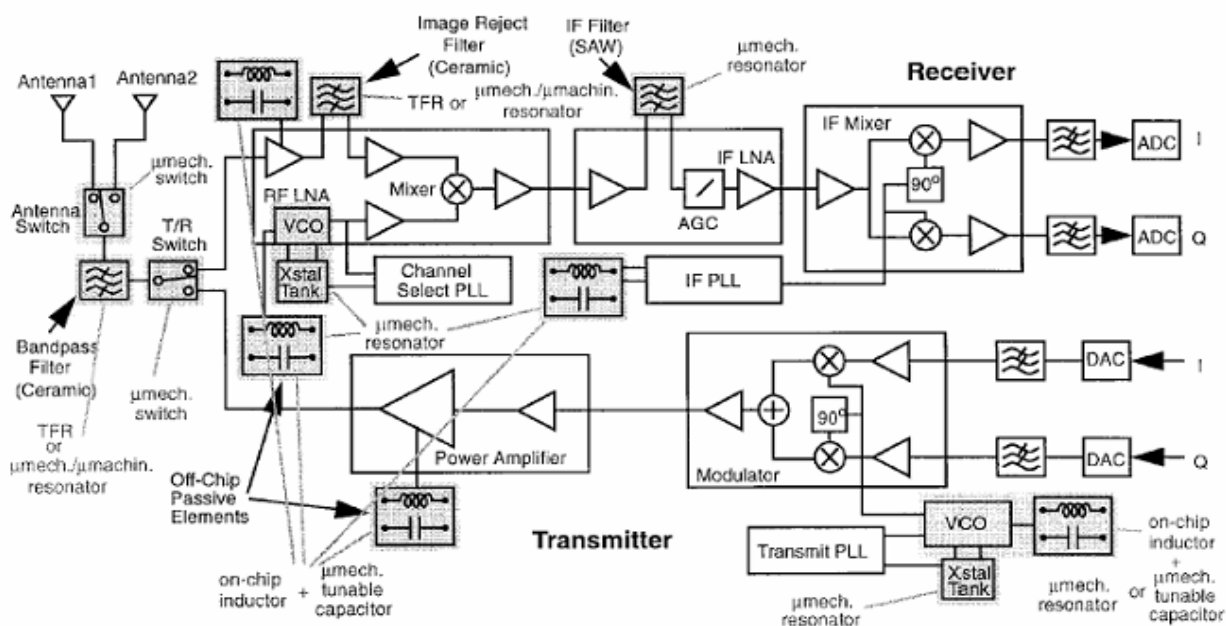 Image Reject
Filter
(Ceramic)
IF Filter
(SAW)
μmech.
resonator
Receiver
Antenna1
Antenna2
TFR or
μmech./μmachin.
resonator
IF Mixer
ADC
I
μmech.
switch
Antenna
Switch
T/R
Switch
RF LNA
Mixer
IF LNA
AGC
90°
VCO
ADC
Q
Xstal
Tank
Channel
Select PLL
IF PLL
Bandpass
Filter
(Ceramic)
μmech.
switch
μmech.
resonator
DAC
I
90°
TFR
or
μmech./μmachin.
resonator
Off-Chip
Passive
Elements
Power Amplifier
Modulator
DAC
Q
Transmitter
VCO
Transmit PLL
Xstal
Tank
on-chip
inductor
+
μmech.
tunable
capacitor
μmech.
resonator
μmech.
resonator
or
on-chip
inductor
+
μmech.
tunable
capacitor